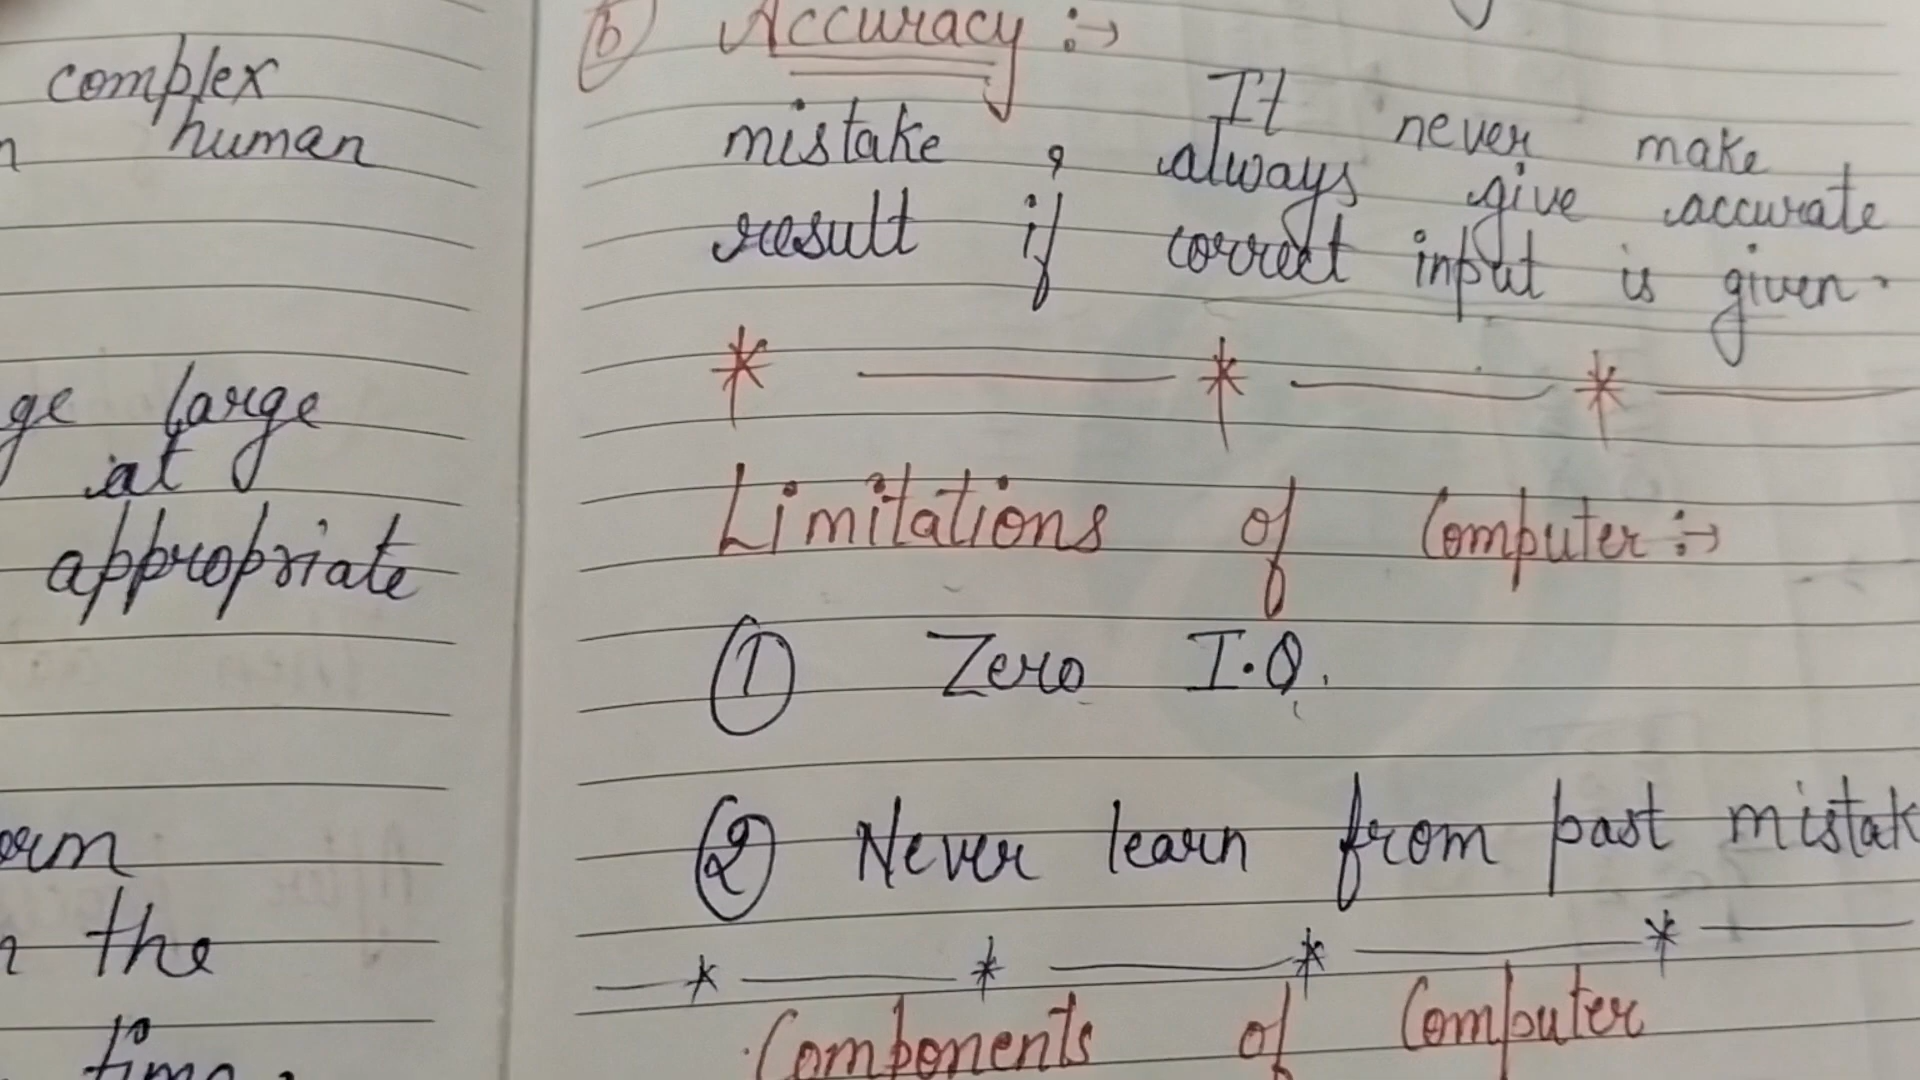 complex
human
ge large
at
appropriate
the
time.
(b) Accuracy :→
It never make
mistake , always give accurate
result if correct input is given.
* —— * —— * ——
Limitations of Computer :→
① Zero I.Q.
② Never learn from past mistak
— * —— * —— * —— * ——
Components of Computer